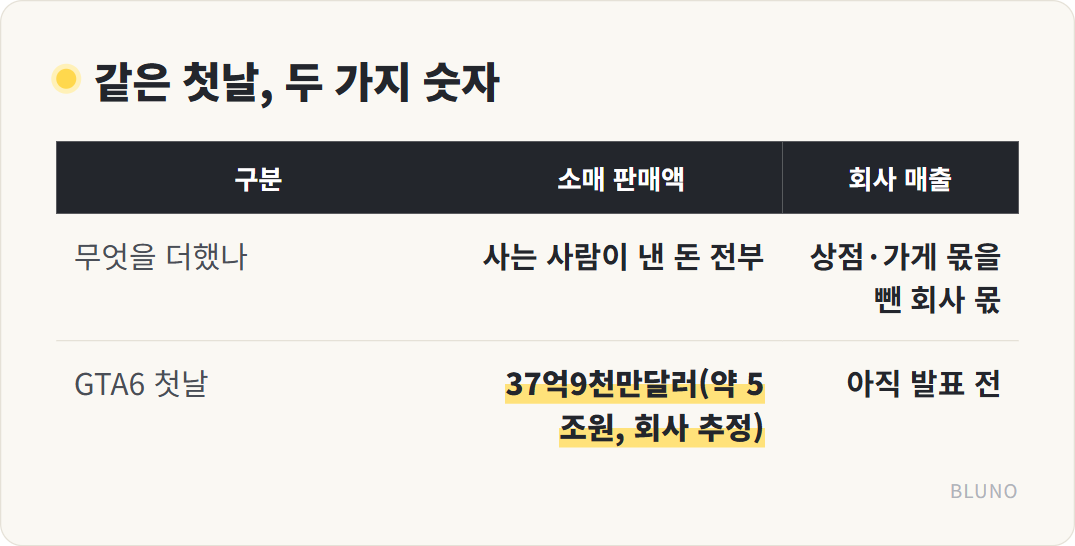 같은 첫날, 두 가지 숫자
구분 소매 판매액 회사 매출
무엇을 더했나 사는 사람이 낸 돈 전부 상점·가게 몫을
뺀 회사 몫
GTA6 첫날 37억9천만달러(약 5 아직 발표 전
조원, 회사 추정)
BLUNO